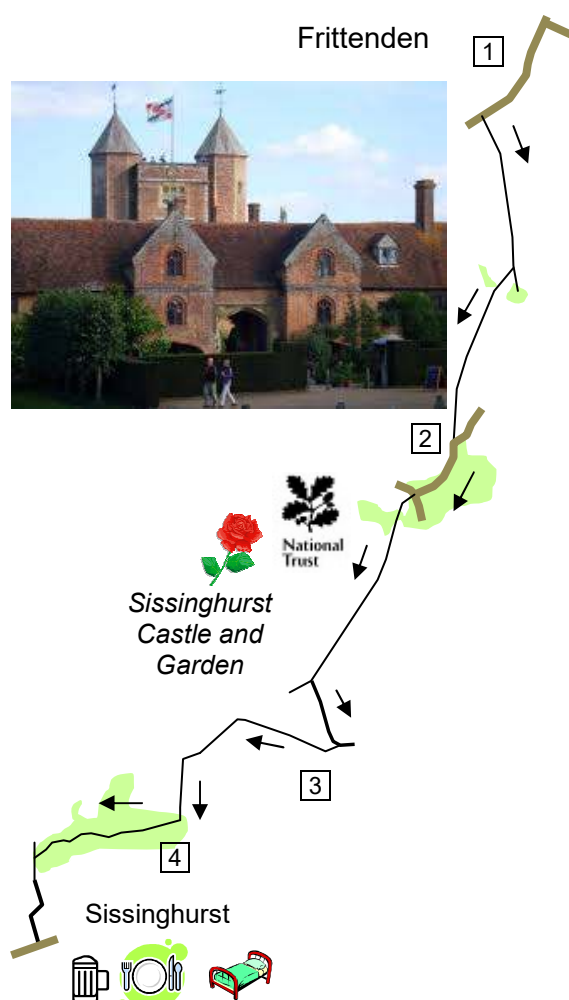 Frittenden
1
2
National
Trust
Sissinghurst
Castle and
Garden
3
4
Sissinghurst